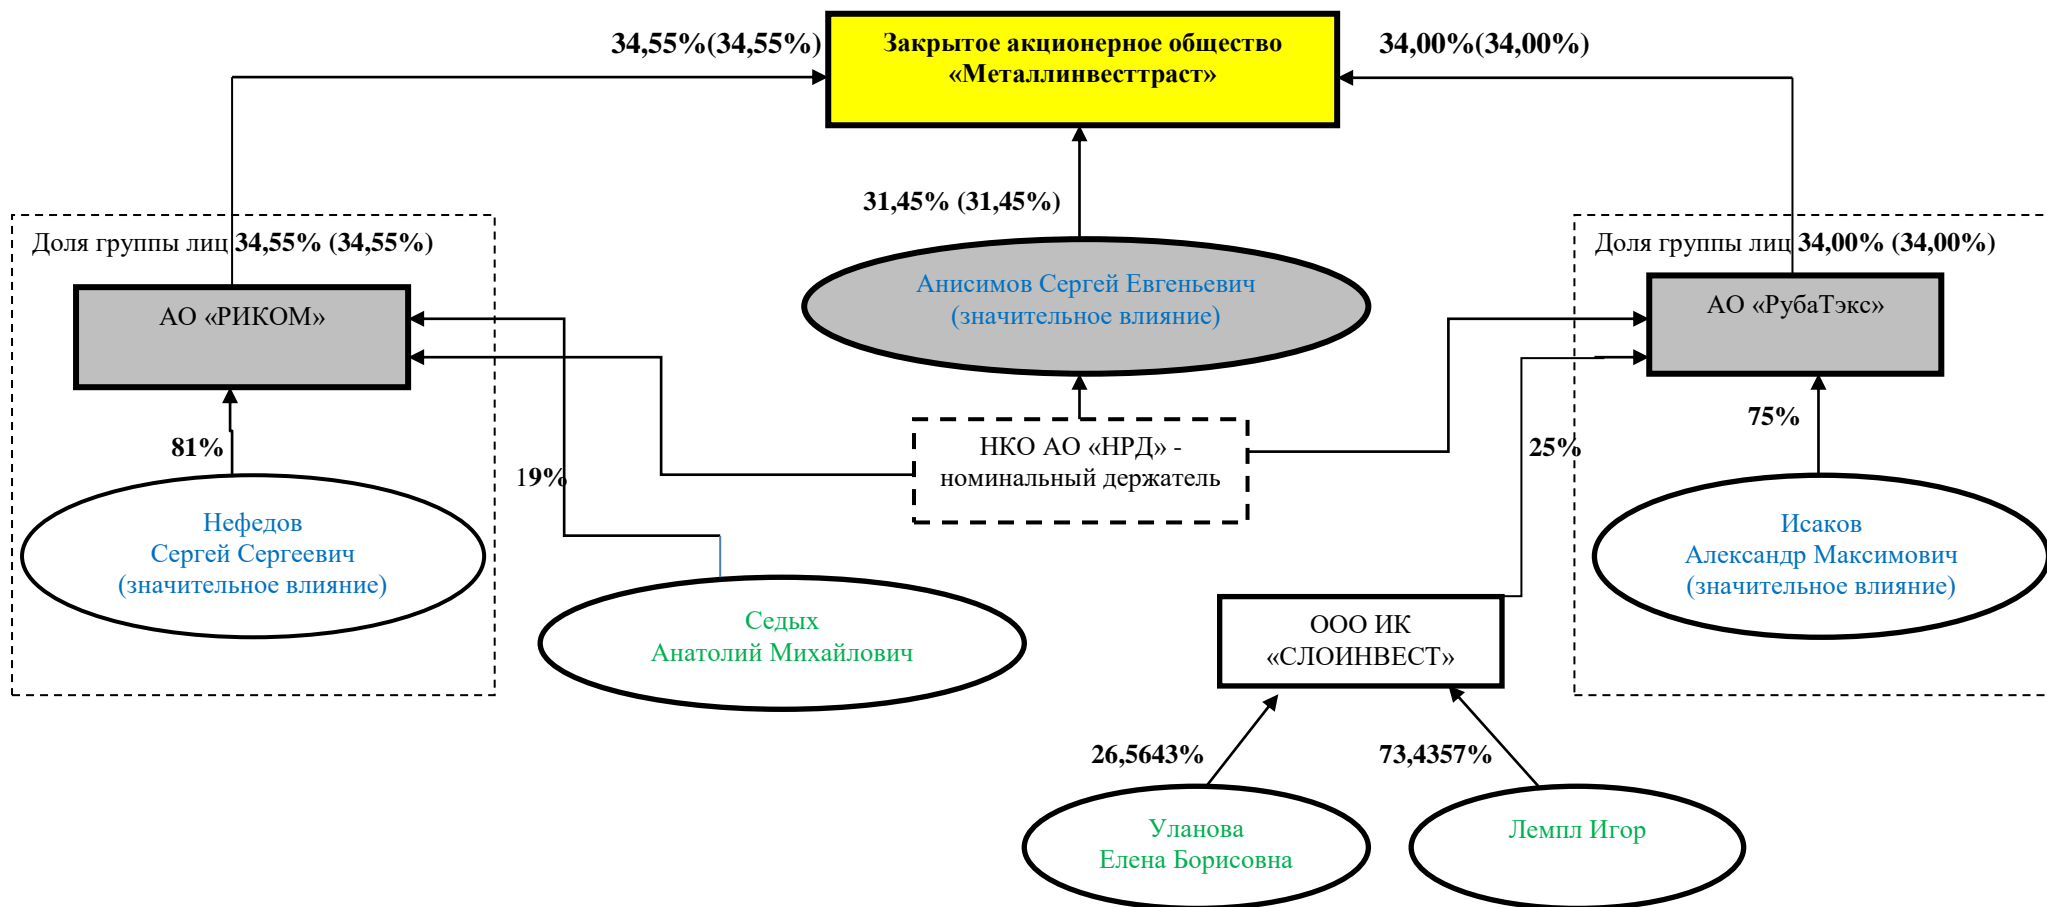 34,55%(34,55%)
Закрытое акционерное общество
«Металлинвесттраст»
34,00%(34,00%)
31,45% (31,45%)
Доля группы лиц 34,55% (34,55%)
Доля группы лиц 34,00% (34,00%)
Анисимов Сергей Евгеньевич
(значительное влияние)
АО «РИКОМ»
АО «РубаТэкс»
81%
19%
НКО АО «НРД» -
номинальный держатель
25%
75%
Нефедов
Сергей Сергеевич
(значительное влияние)
Исаков
Александр Максимович
(значительное влияние)
Седых
Анатолий Михайлович
ООО ИК
«СЛОИНВЕСТ»
26,5643%
73,4357%
Уланова
Елена Борисовна
Лемпл Игор